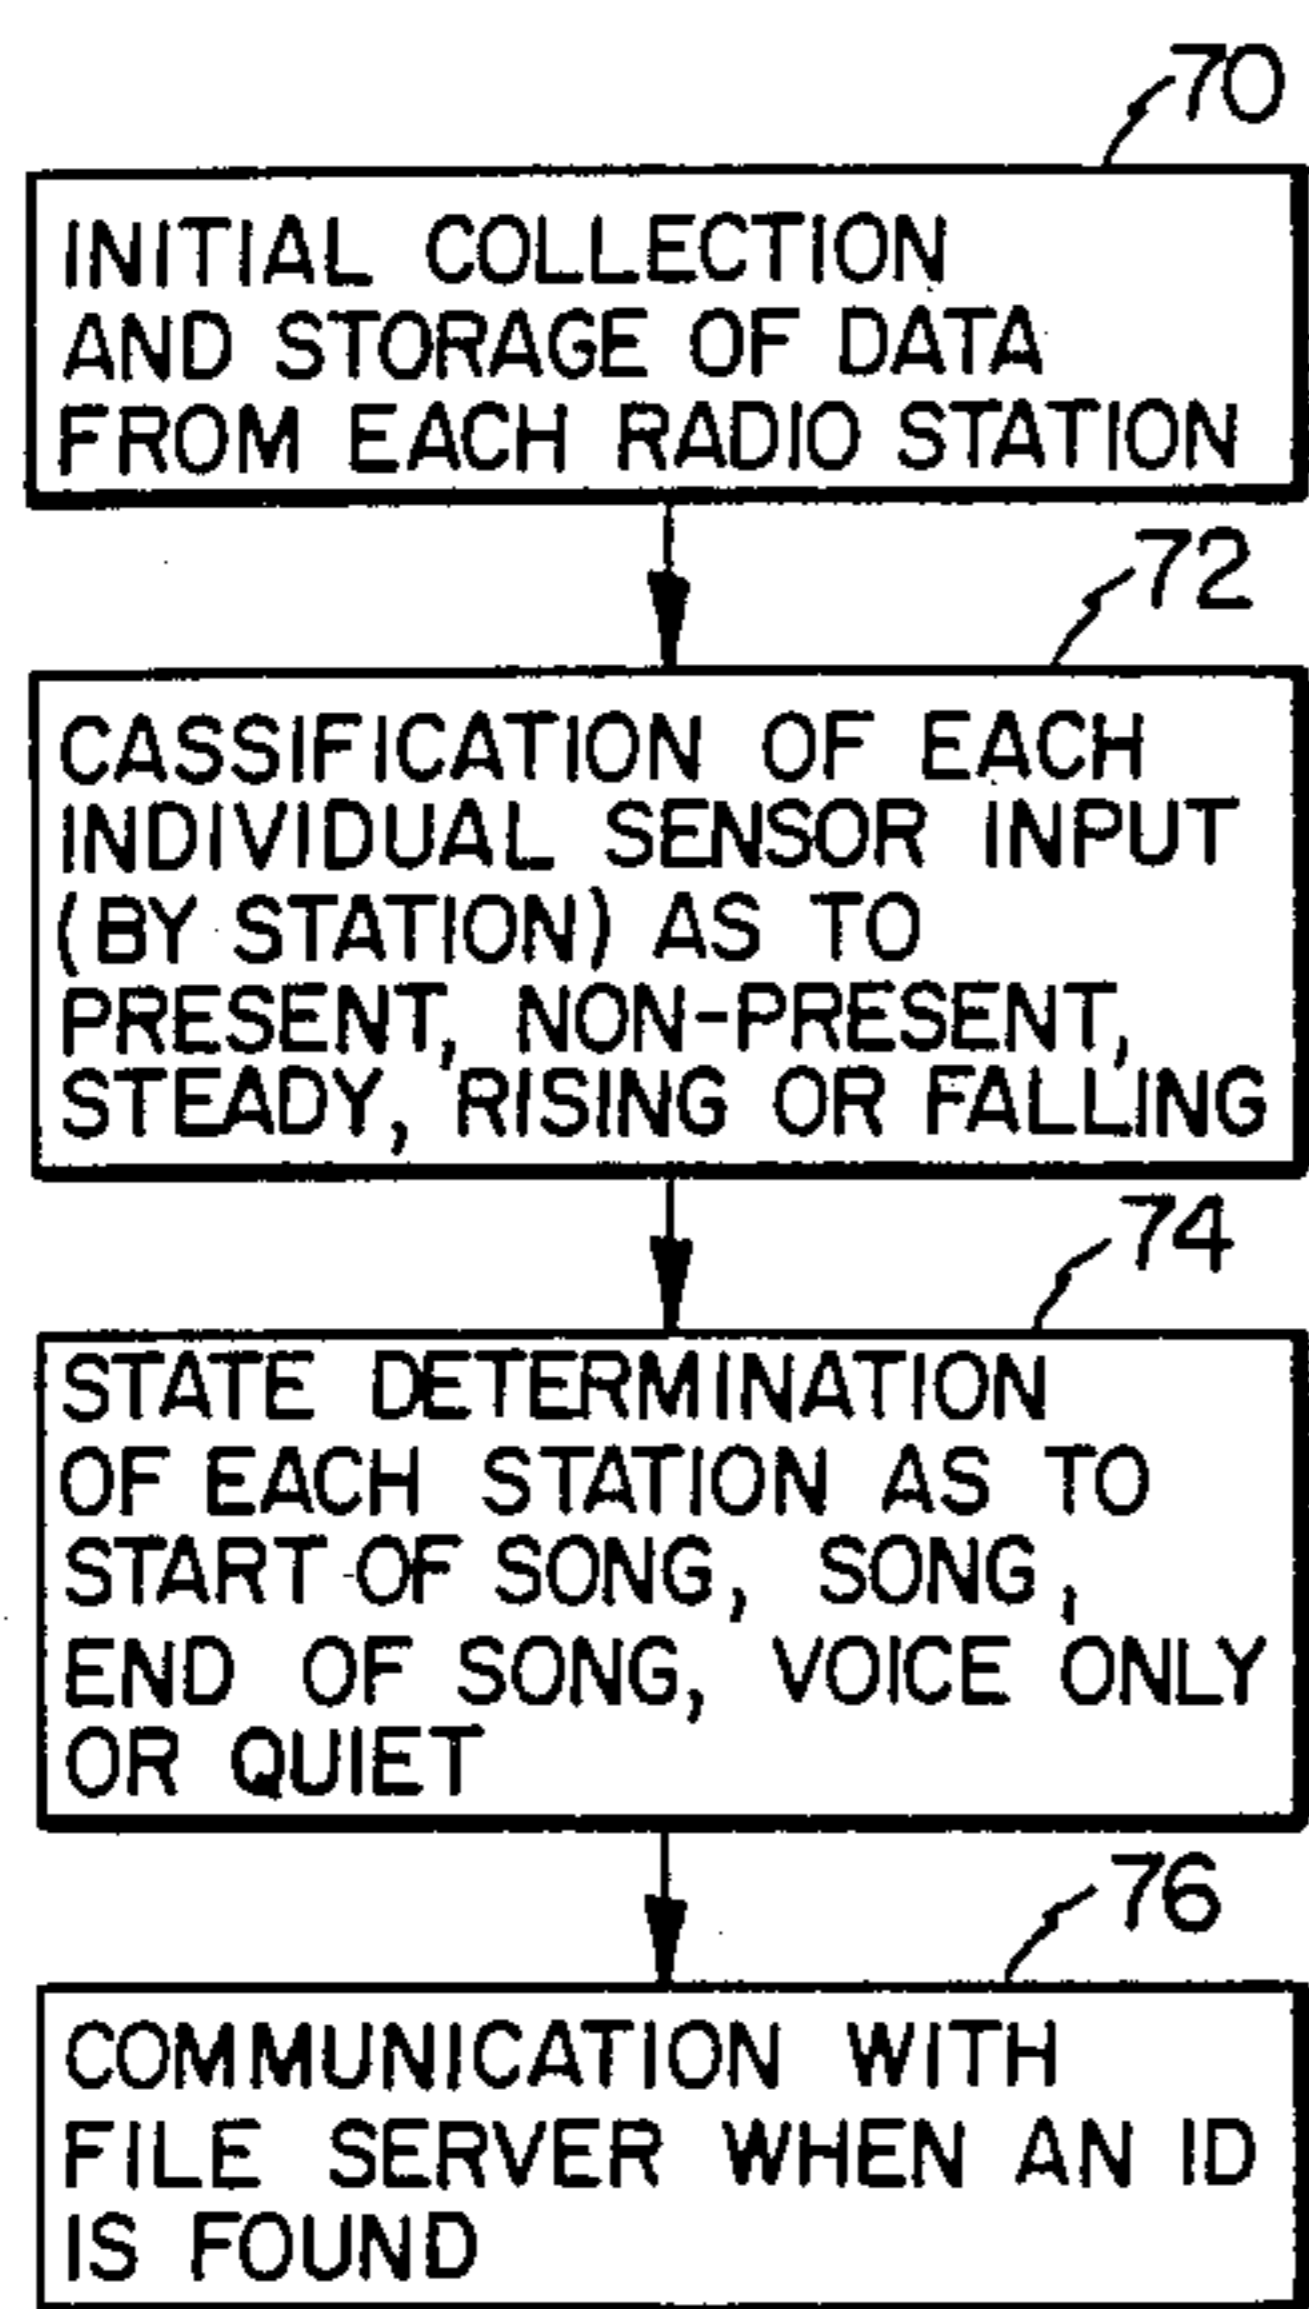 70
INITIAL COLLECTION
AND STORAGE OF DATA
FROM EACH RADIO STATION
72
CASSIFICATION OF EACH
INDIVIDUAL SENSOR INPUT
(BY STATION) AS TO
PRESENT, NON-PRESENT,
STEADY, RISING OR FALLING
74
STATE DETERMINATION
OF EACH STATION AS TO
START OF SONG, SONG,
END OF SONG, VOICE ONLY
OR QUIET
76
COMMUNICATION WITH
FILE SERVER WHEN AN ID
IS FOUND